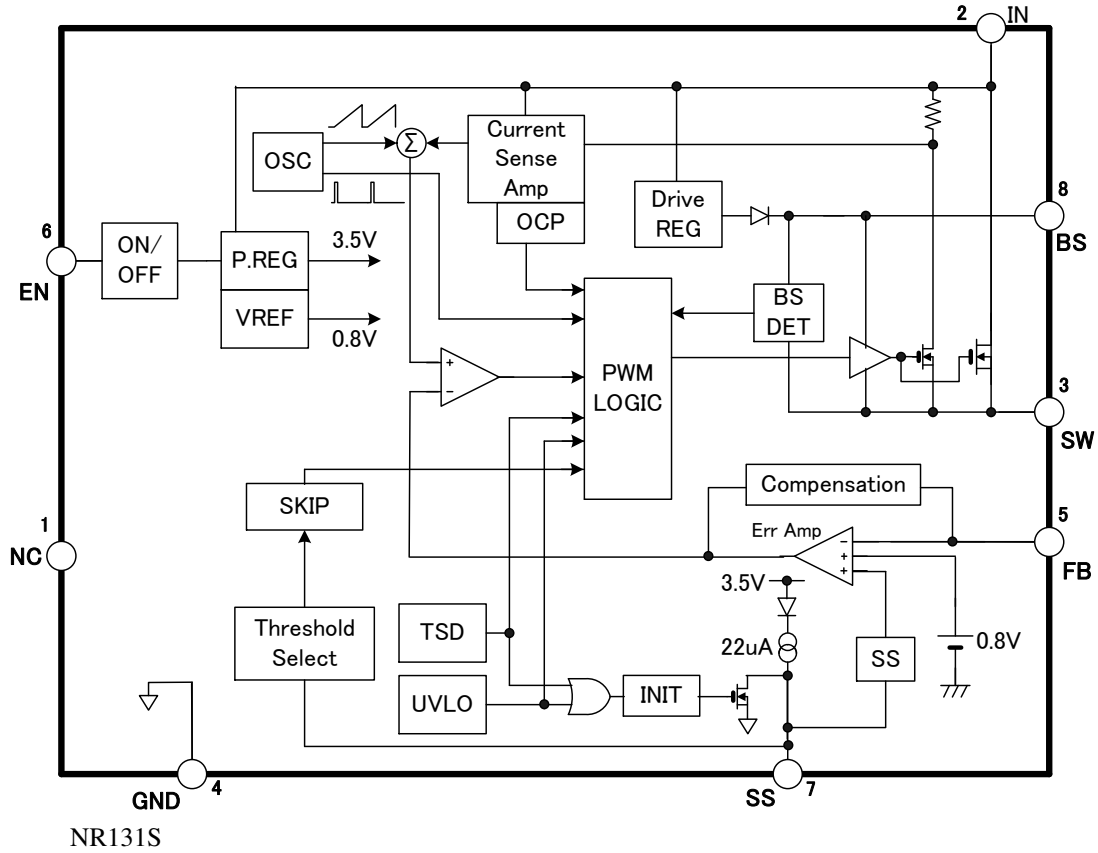 2 IN
Current
Sense
Amp
OSC
Σ
OCP
Drive
REG
8
BS
6
EN
ON/
OFF
P.REG
3.5V
VREF
0.8V
BS
DET
PWM
LOGIC
+
−
3
SW
SKIP
Compensation
1
NC
Err Amp
−
+
+
5
FB
3.5V
Threshold
Select
TSD
22uA
SS
0.8V
UVLO
INIT
GND 4
SS 7
NR131S